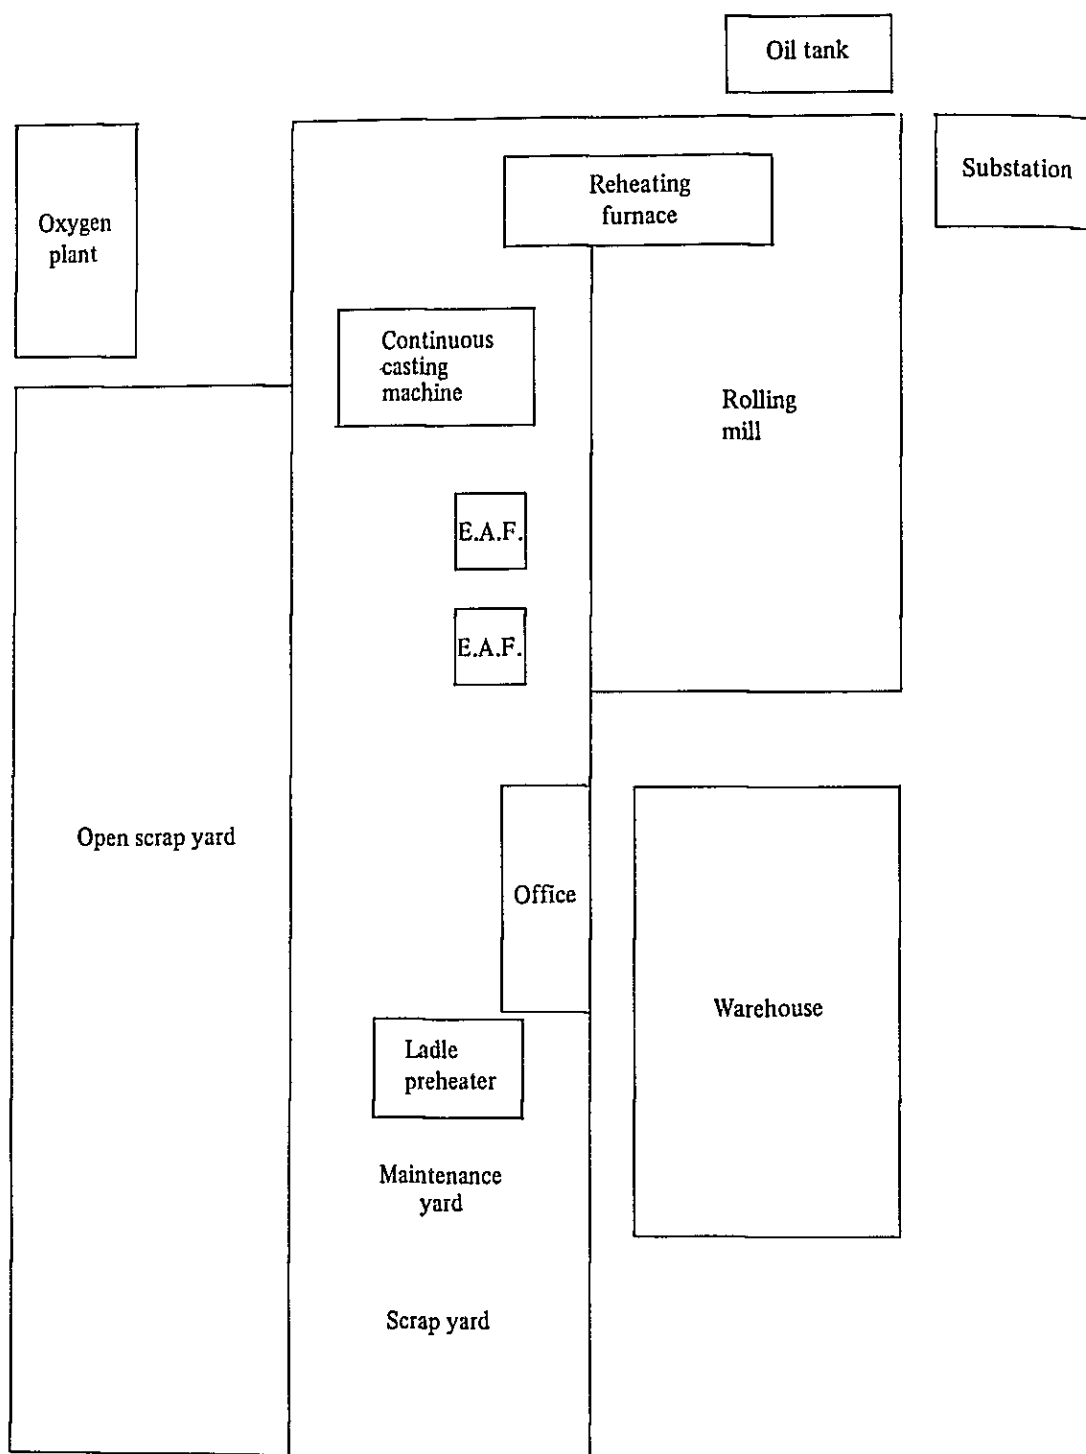 Oil tank
Substation
Reheating
furnace
Oxygen
plant
Continuous
casting
machine
Rolling
mill
E.A.F.
E.A.F.
Open scrap yard
Office
Warehouse
Ladle
preheater
Maintenance
yard
Scrap yard